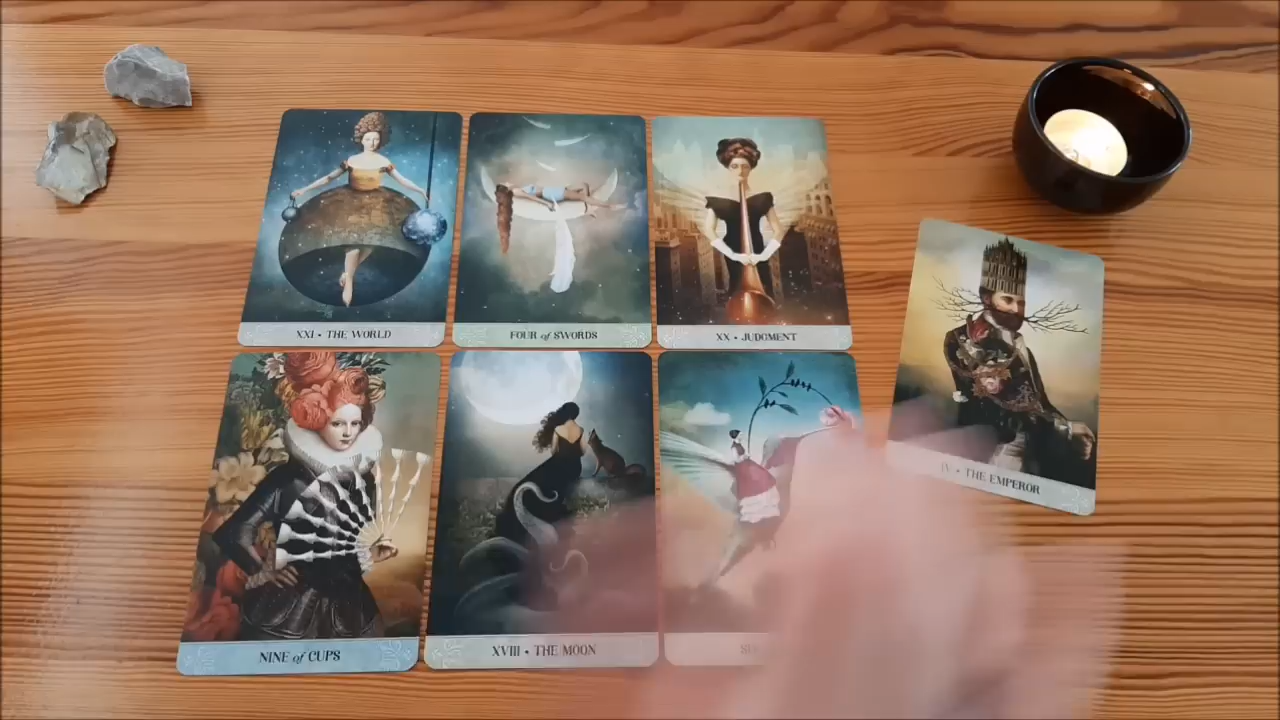 XXI • THE WORLD
FOUR of SWORDS
XX • JUDGMENT
IV • THE EMPEROR
NINE of CUPS
XVIII • THE MOON